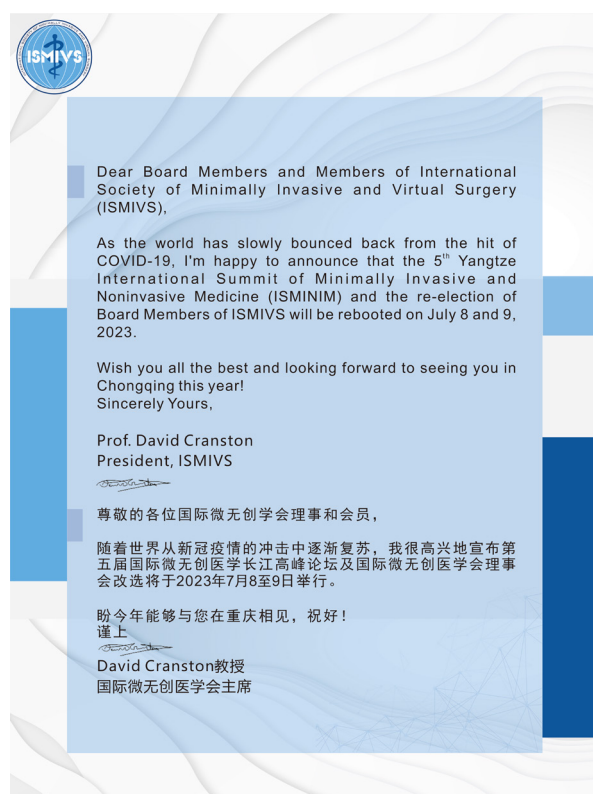 ISMIVS
Dear Board Members and Members of International
Society of Minimally Invasive and Virtual Surgery
(ISMIVS),
As the world has slowly bounced back from the hit of
COVID-19, I'm happy to announce that the 5th Yangtze
International Summit of Minimally Invasive and
Noninvasive Medicine (ISMINIM) and the re-election of
Board Members of ISMIVS will be rebooted on July 8 and 9,
2023.
Wish you all the best and looking forward to seeing you in
Chongqing this year!
Sincerely Yours,
Prof. David Cranston
President, ISMIVS
尊敬的各位国际微无创学会理事和会员，
随着世界从新冠疫情的冲击中逐渐复苏，我很高兴地宣布第
五届国际微无创医学长江高峰论坛及国际微无创医学会理事
会改选将于2023年7月8至9日举行。
盼今年能够与您在重庆相见，祝好！
谨上
David Cranston教授
国际微无创医学会主席